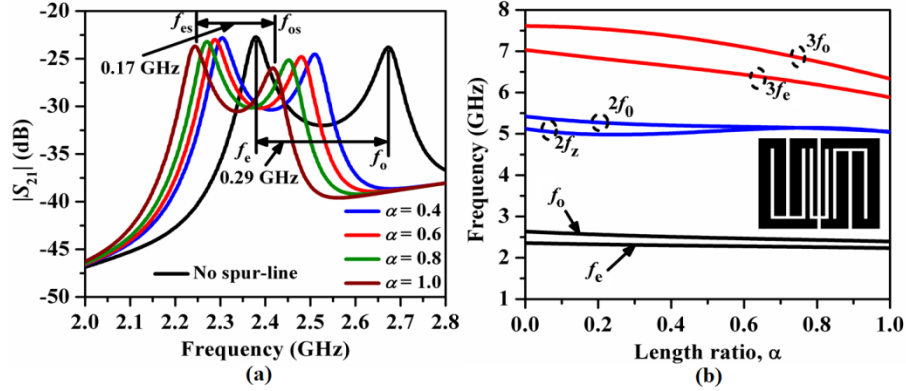 -20
-25
-30
-35
-40
-45
-50
|S21| (dB)
fes
fos
0.17 GHz
fe
fo
0.29 GHz
α = 0.4
α = 0.6
α = 0.8
α = 1.0
No spur-line
2.0 2.1 2.2 2.3 2.4 2.5 2.6 2.7 2.8
Frequency (GHz)
(a)
8
7
6
5
4
3
2
1
Frequency (GHz)
3fo
3fe
2f0
2fz
fo
fe
0.0 0.2 0.4 0.6 0.8 1.0
Length ratio, α
(b)